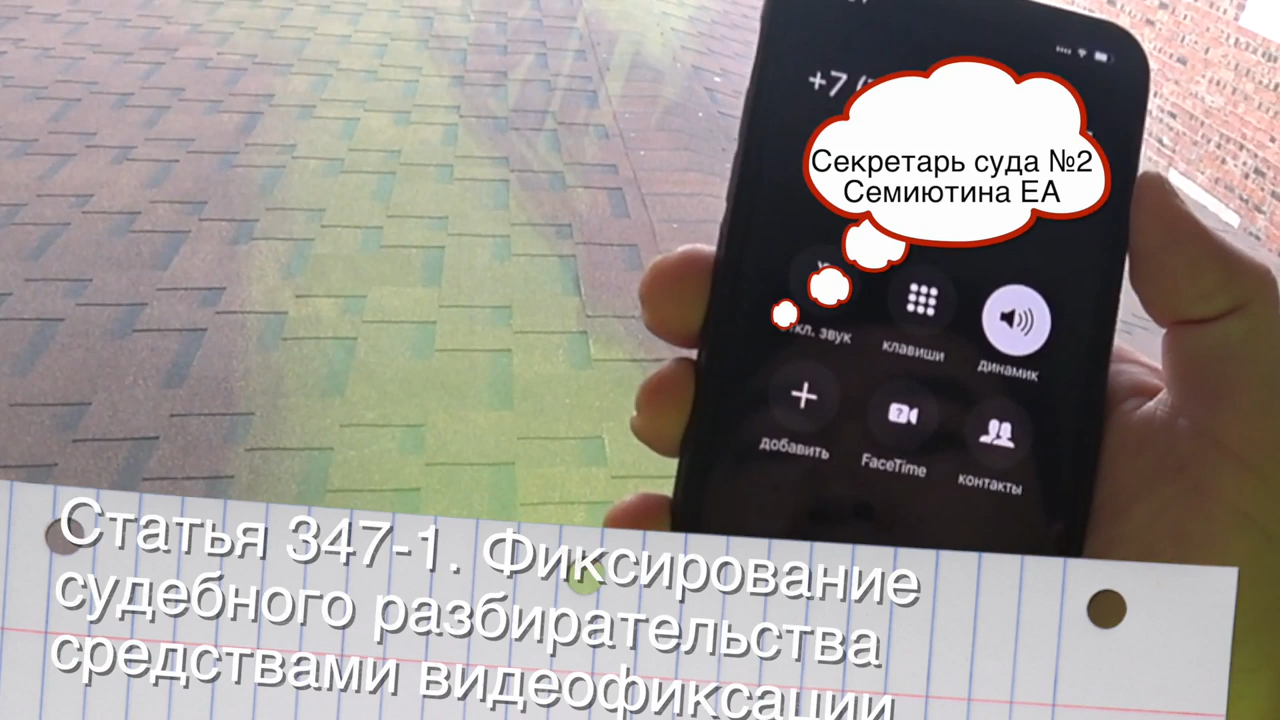 +7 (
Секретарь суда №2
Семиютина ЕА
кл. звук
клавиши
динамик
добавить
FaceTime
контакты
Статья 347-1. Фиксирование
судебного разбирательства
средствами видеофиксации